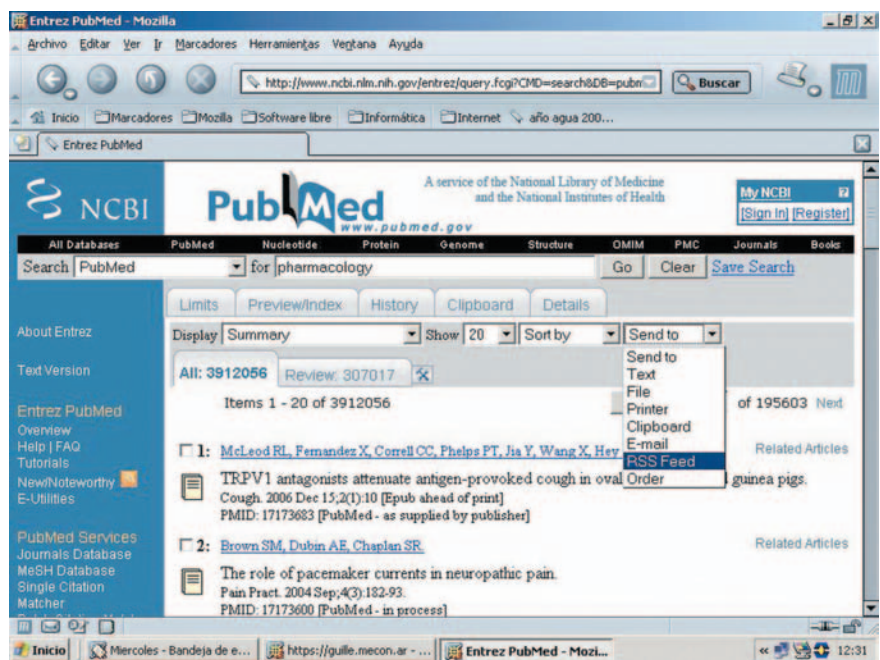 Entrez PubMed - Mozilla
Archivo Editar Ver Ir Marcadores Herramientas Ventana Ayuda
http://www.ncbi.nlm.nih.gov/entrez/query.fcgi?CMD=search&DB=pubm Buscar
Inicio Marcadores Mozilla Software libre Informática Internet año agua 200...
Entrez PubMed
NCBI
PubMed
www.pubmed.gov
A service of the National Library of Medicine
and the National Institutes of Health
My NCBI
[Sign In] [Register]
All Databases PubMed Nucleotide Protein Genome Structure OMIM PMC Journals Books
Search PubMed for pharmacology Go Clear Save Search
Limits Preview/Index History Clipboard Details
Display Summary Show 20 Sort by Send to
Send to
Text
File
Printer
Clipboard
E-mail
RSS Feed
Order
All: 3912056 Review: 307017
Items 1 - 20 of 3912056 of 195603 Next
1: McLeod RL, Fernandez X, Correll CC, Phelps PT, Jia Y, Wang X, Hey Related Articles
TRPV1 antagonists attenuate antigen-provoked cough in oval guinea pigs.
Cough. 2006 Dec 15;2(1):10 [Epub ahead of print]
PMID: 17173683 [PubMed - as supplied by publisher]
2: Brown SM, Dubin AE, Chaplan SR. Related Articles
The role of pacemaker currents in neuropathic pain.
Pain Pract. 2004 Sep;4(3):182-93.
PMID: 17173600 [PubMed - in process]
About Entrez
Text Version
Entrez PubMed
Overview
Help | FAQ
Tutorials
New/Noteworthy
E-Utilities
PubMed Services
Journals Database
MeSH Database
Single Citation
Matcher
Inicio Miercoles - Bandeja de e... https://guille.mecon.ar - ... Entrez PubMed - Mozi... 12:31